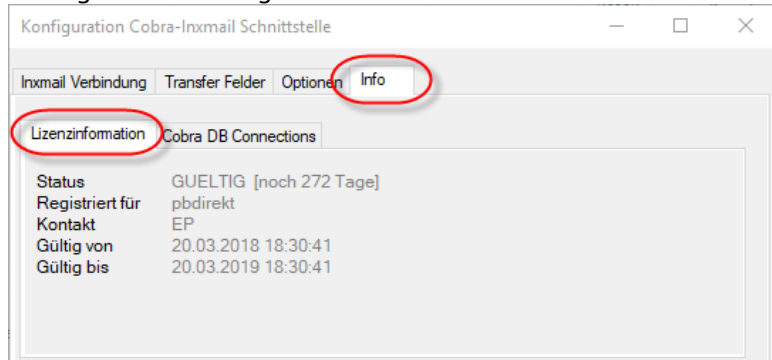 Konfiguration Cobra-Inxmail Schnittstelle
Inxmail Verbindung Transfer Felder Optionen Info
Lizenzinformation Cobra DB Connections
Status GUELTIG [noch 272 Tage]
Registriert für pbdirekt
Kontakt EP
Gültig von 20.03.2018 18:30:41
Gültig bis 20.03.2019 18:30:41